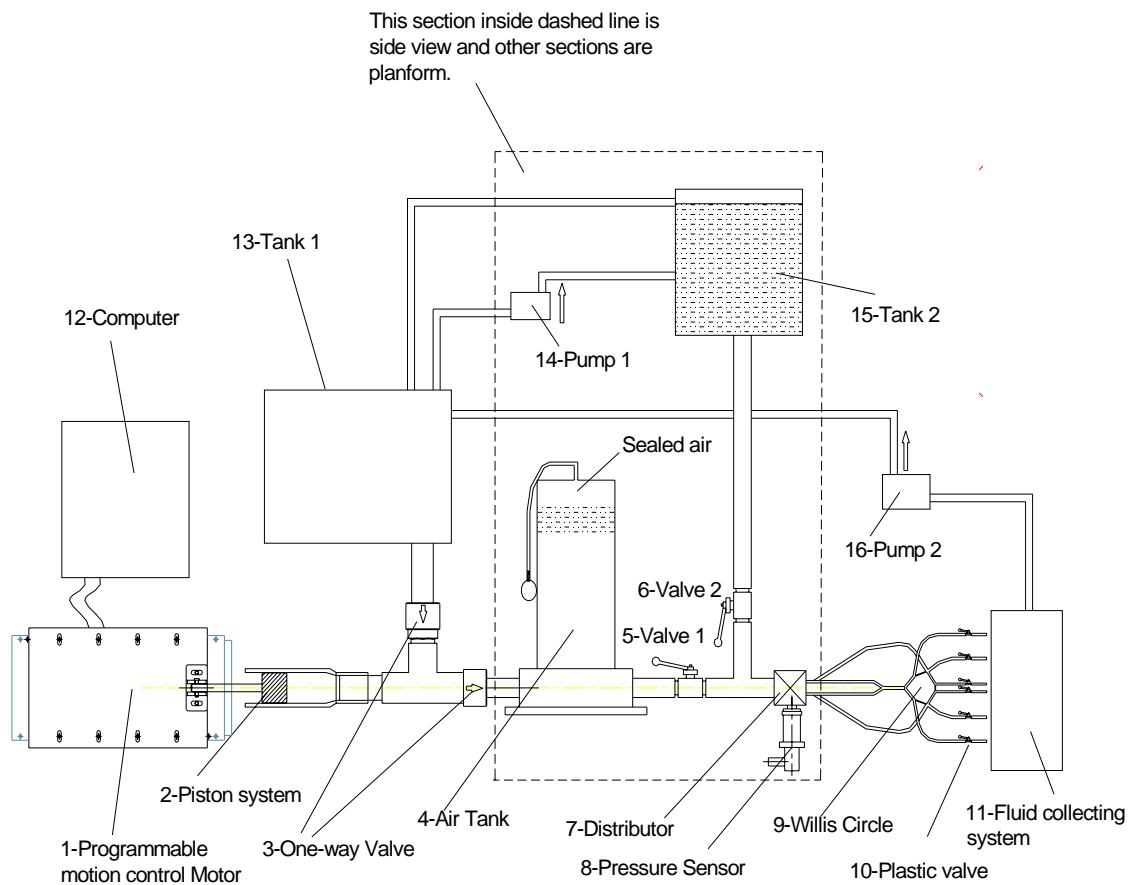 This section inside dashed line is
side view and other sections are
planform.
13-Tank 1
12-Computer
15-Tank 2
14-Pump 1
Sealed air
16-Pump 2
6-Valve 2
5-Valve 1
2-Piston system
4-Air Tank
7-Distributor
9-Willis Circle
11-Fluid collecting
system
1-Programmable
motion control Motor
3-One-way Valve
8-Pressure Sensor
10-Plastic valve